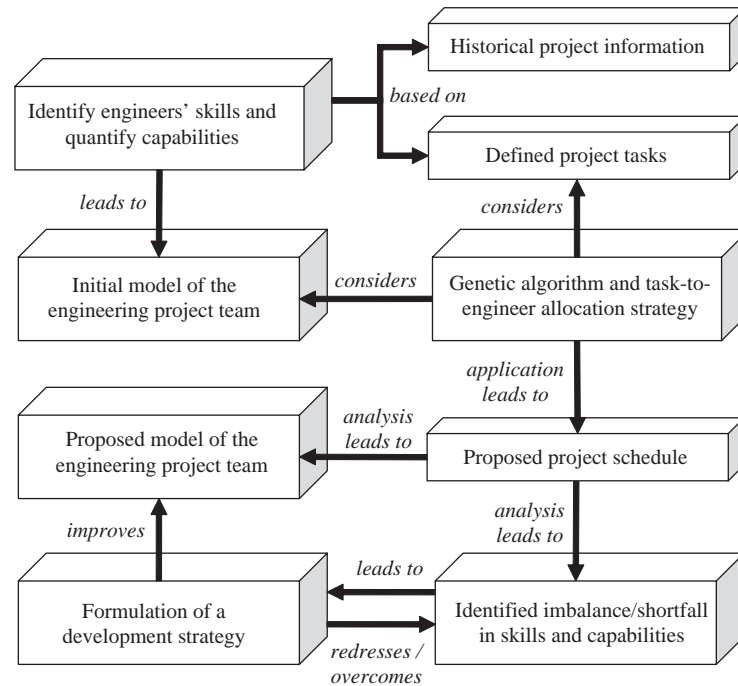 Historical project information
Identify engineers’ skills and
quantify capabilities
based on
Defined project tasks
leads to
considers
Initial model of the
engineering project team
considers
Genetic algorithm and task-to-
engineer allocation strategy
application
leads to
Proposed model of the
engineering project team
analysis
leads to
Proposed project schedule
improves
analysis
leads to
Formulation of a
development strategy
leads to
redresses /
overcomes
Identified imbalance/shortfall
in skills and capabilities